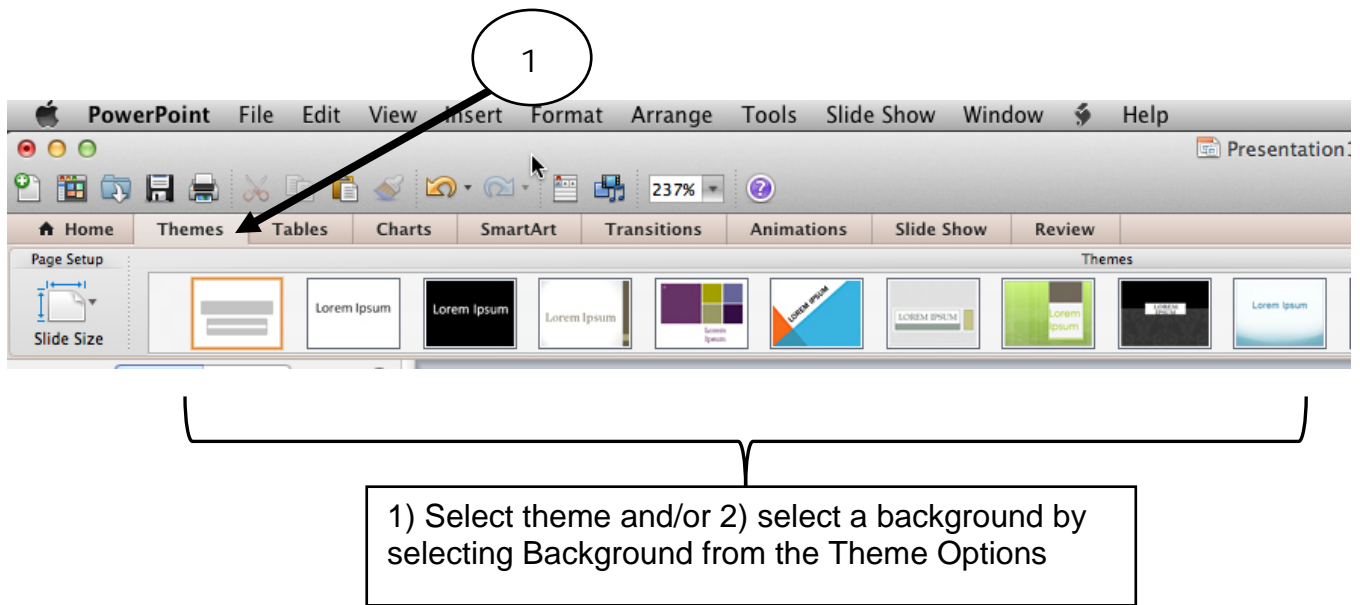 1
PowerPoint File Edit View Insert Format Arrange Tools Slide Show Window Help
Presentation1
237%
Home Themes Tables Charts SmartArt Transitions Animations Slide Show Review
Page Setup Themes
Lorem Ipsum Lorem Ipsum Lorem Ipsum Lorem Ipsum LOREM IPSUM LOREM IPSUM Lorem Ipsum LOREM IPSUM Lorem Ipsum
Slide Size
1) Select theme and/or 2) select a background by
selecting Background from the Theme Options